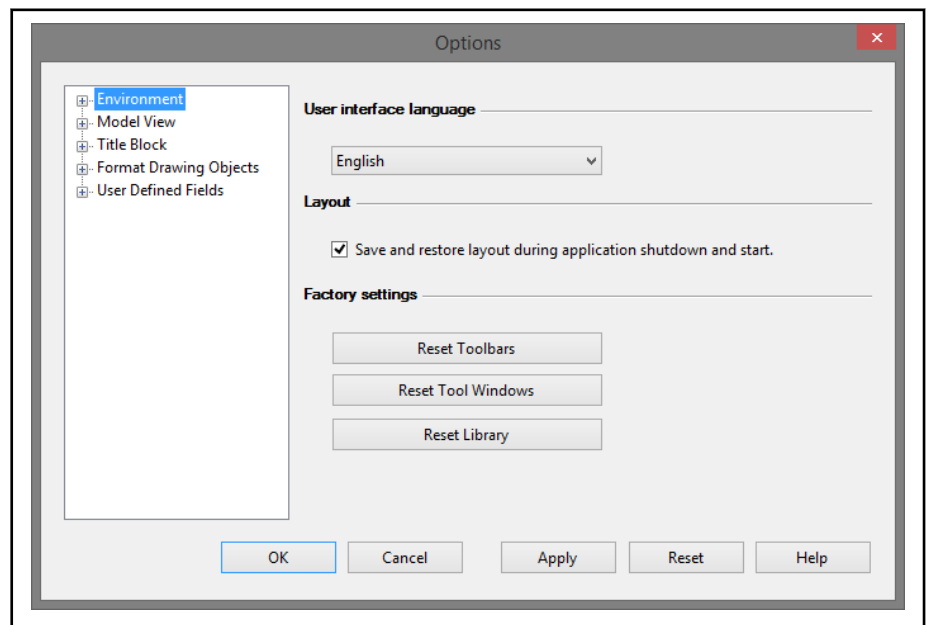 Options
Environment
Model View
Title Block
Format Drawing Objects
User Defined Fields
User interface language
English
Layout
Save and restore layout during application shutdown and start.
Factory settings
Reset Toolbars
Reset Tool Windows
Reset Library
OK Cancel Apply Reset Help